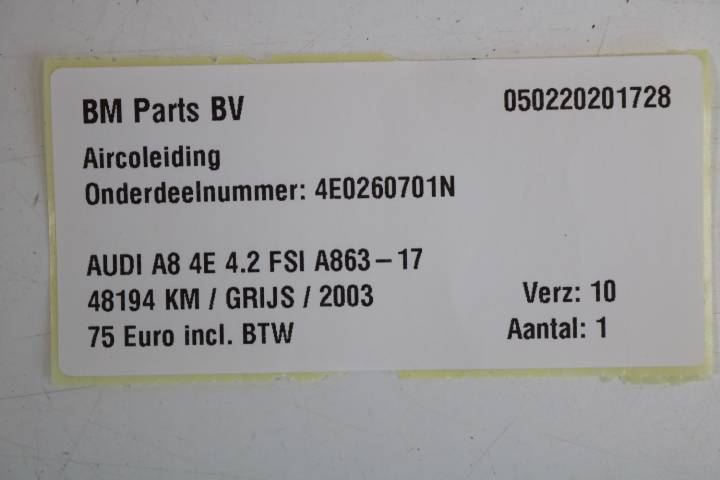 BM Parts BV 050220201728
Aircoleiding
Onderdeelnummer: 4E0260701N
AUDI A8 4E 4.2 FSI A863-17
48194 KM / GRIJS / 2003 Verz: 10
75 Euro incl. BTW Aantal: 1